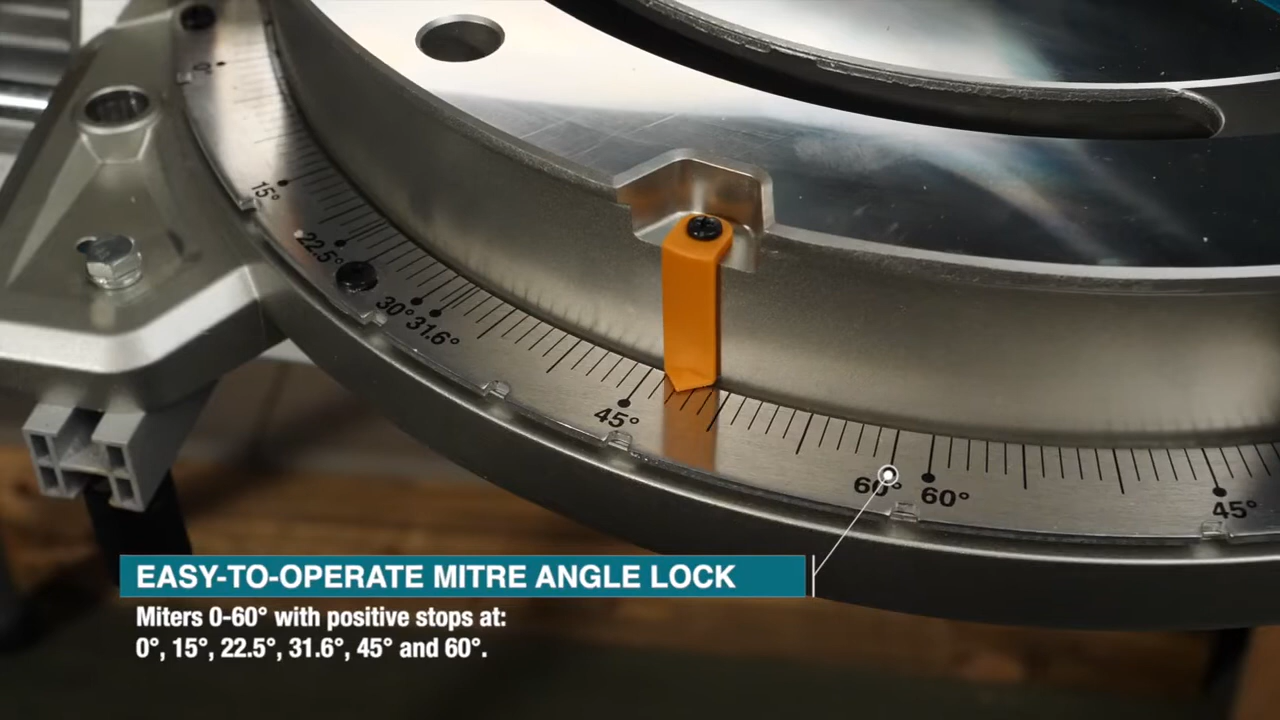 0°
15°
22.5°
30° 31.6°
45°
60° 60°
45°
EASY-TO-OPERATE MITRE ANGLE LOCK
Miters 0-60° with positive stops at:
0°, 15°, 22.5°, 31.6°, 45° and 60°.